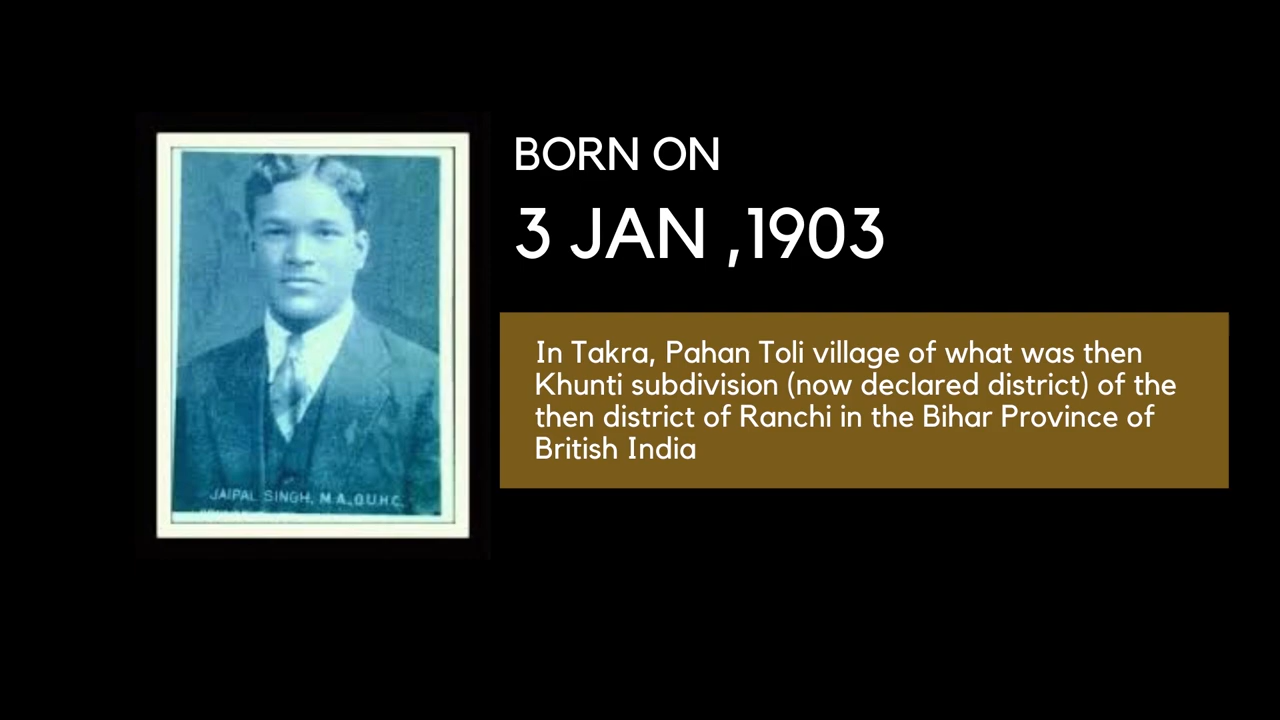 BORN ON
3 JAN ,1903
In Takra, Pahan Toli village of what was then
Khunti subdivision (now declared district) of the
then district of Ranchi in the Bihar Province of
British India
JAIPAL SINGH, M.A., O.U.H.C.